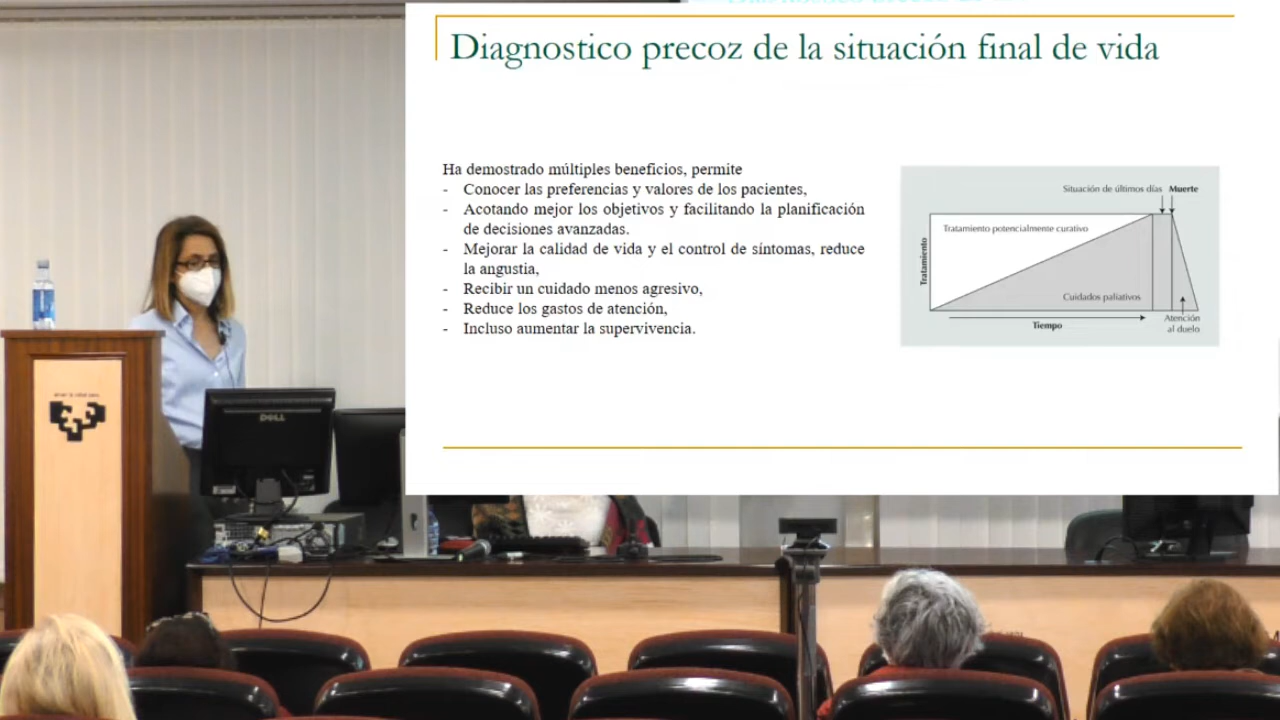 Diagnostico precoz de la situación final de vida
Ha demostrado múltiples beneficios, permite
- Conocer las preferencias y valores de los pacientes,
- Acotando mejor los objetivos y facilitando la planificación
de decisiones avanzadas.
- Mejorar la calidad de vida y el control de síntomas, reduce
la angustia,
- Recibir un cuidado menos agresivo,
- Reduce los gastos de atención,
- Incluso aumentar la supervivencia.
Situación de últimos días Muerte
Tratamiento potencialmente curativo
Tratamiento
Cuidados paliativos
Tiempo
Atención
al duelo
DELL